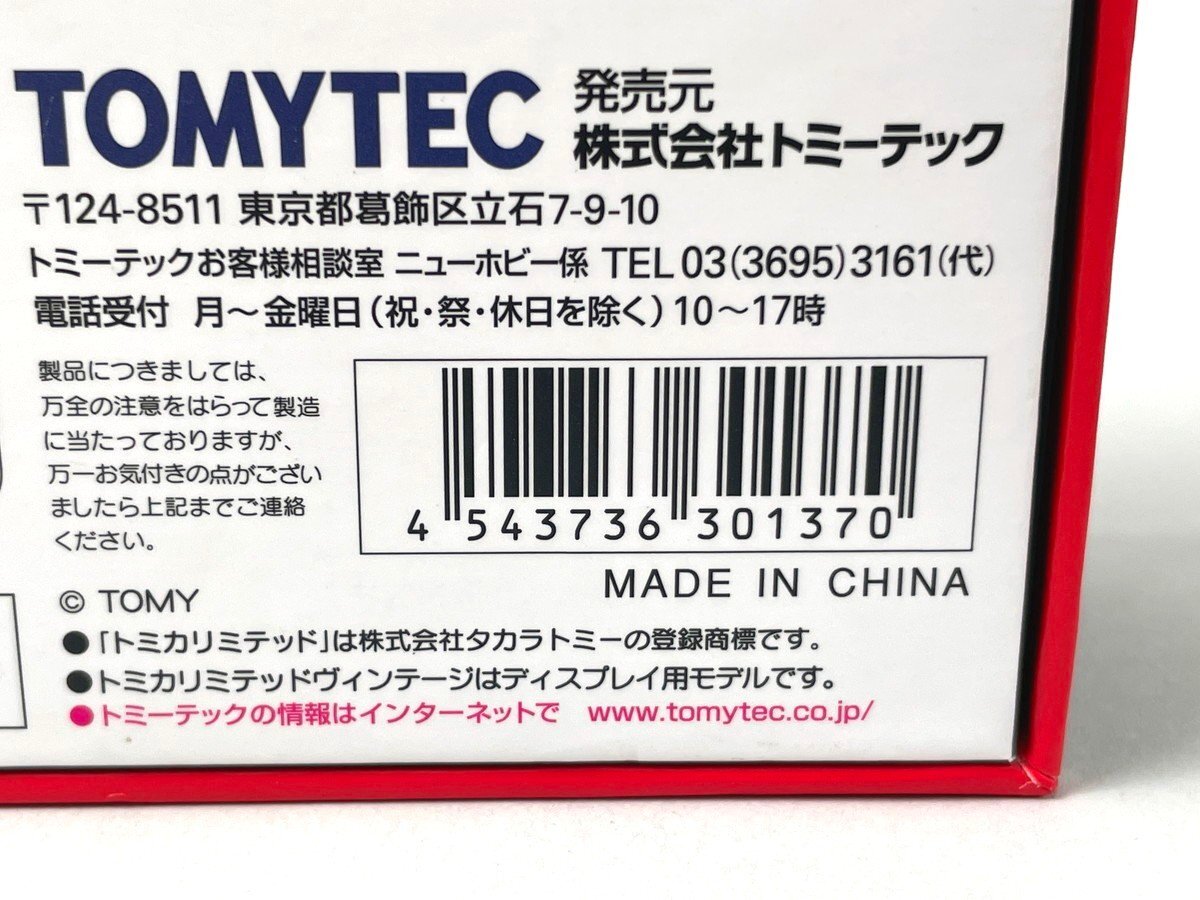 TOMYTEC
発売元
株式会社トミーテック
〒124-8511 東京都葛飾区立石7-9-10
トミーテックお客様相談室 ニューホビー係 TEL 03(3695)3161(代)
電話受付 月～金曜日(祝・祭・休日を除く)10～17時
製品につきましては、
万全の注意をはらって製造
に当たっておりますが、
万一お気付きの点がござい
ましたら上記までご連絡
ください。
4 543736 301370
MADE IN CHINA
© TOMY
●「トミカリミテッド」は株式会社タカラトミーの登録商標です。
●トミカリミテッドヴィンテージはディスプレイ用モデルです。
●トミーテックの情報はインターネットで www.tomytec.co.jp/